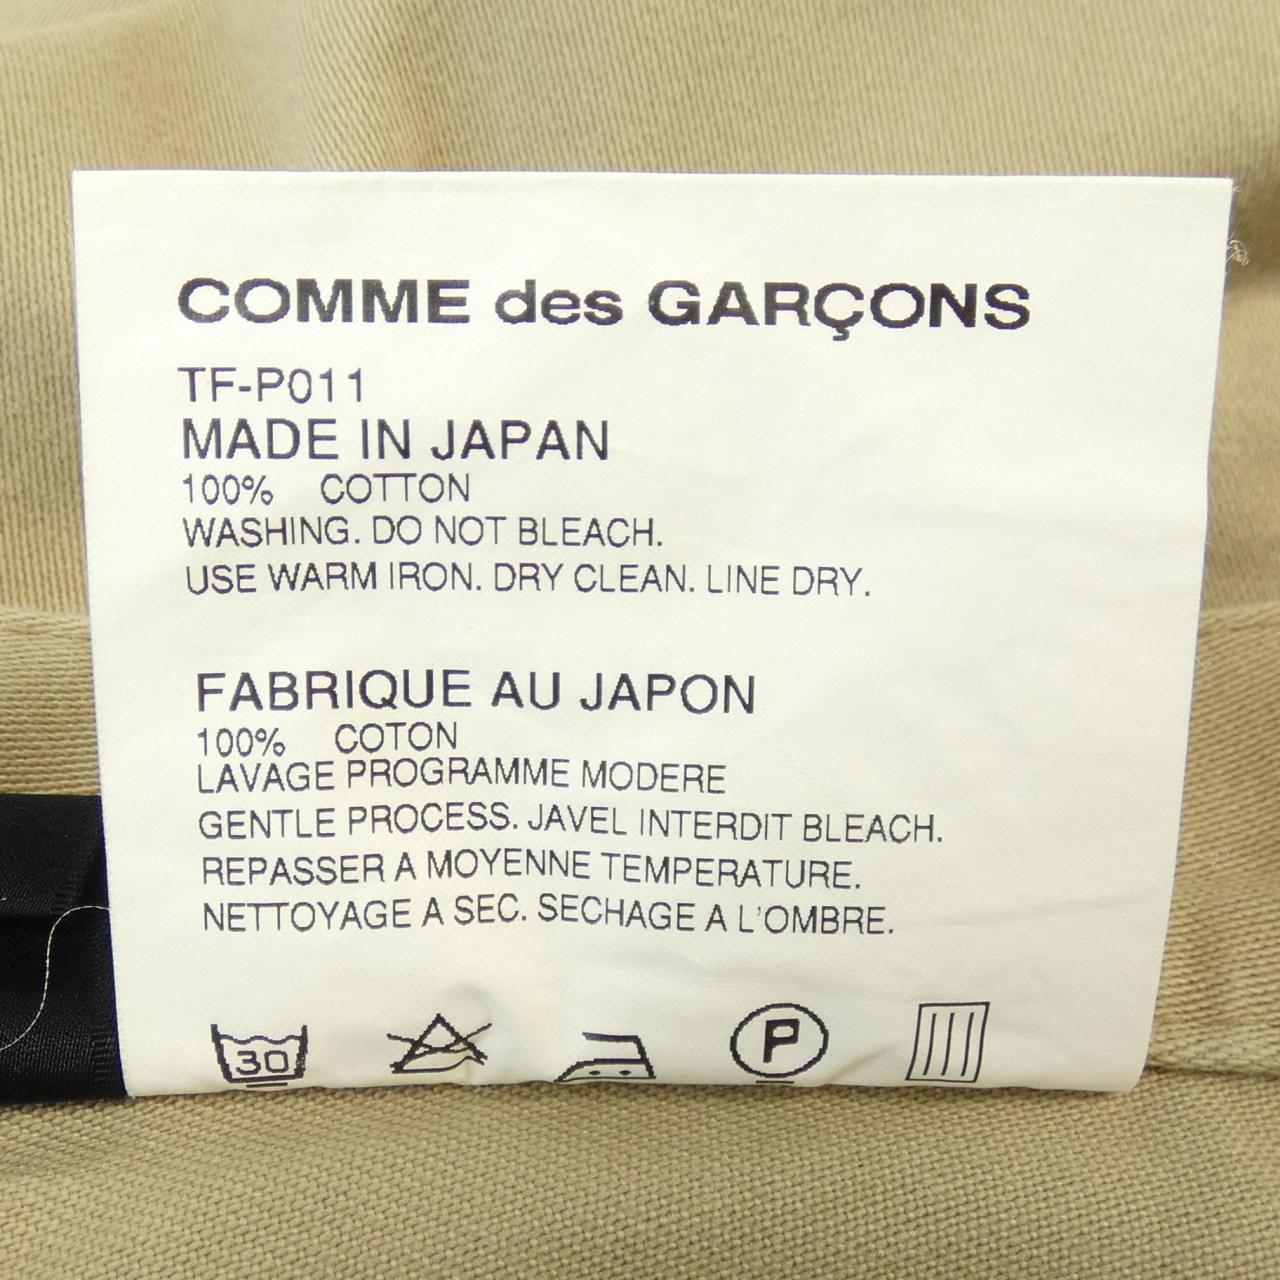 COMME des GARÇONS
TF-P011
MADE IN JAPAN
100% COTTON
WASHING. DO NOT BLEACH.
USE WARM IRON. DRY CLEAN. LINE DRY.
FABRIQUE AU JAPON
100% COTON
LAVAGE PROGRAMME MODERE
GENTLE PROCESS. JAVEL INTERDIT BLEACH.
REPASSER A MOYENNE TEMPERATURE.
NETTOYAGE A SEC. SECHAGE A L'OMBRE.
30 P